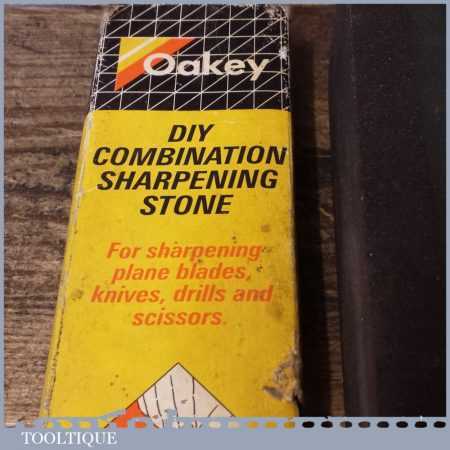 Oakey
DIY
COMBINATION
SHARPENING
STONE
For sharpening
plane blades,
knives, drills and
scissors.
TOOLTIQUE